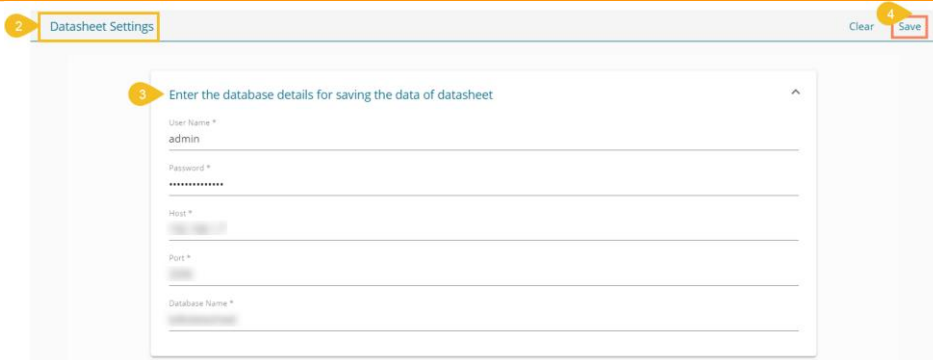 4
2 Datasheet Settings Clear Save
3 Enter the database details for saving the data of datasheet
User Name *
admin
Password *
••••••••••••••
Host *
Port *
Database Name *